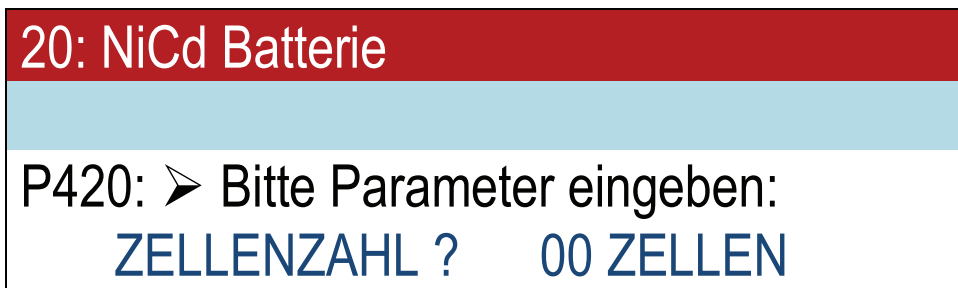 20: NiCd Batterie
P420: ➢ Bitte Parameter eingeben:
ZELLENZAHL ? 00 ZELLEN